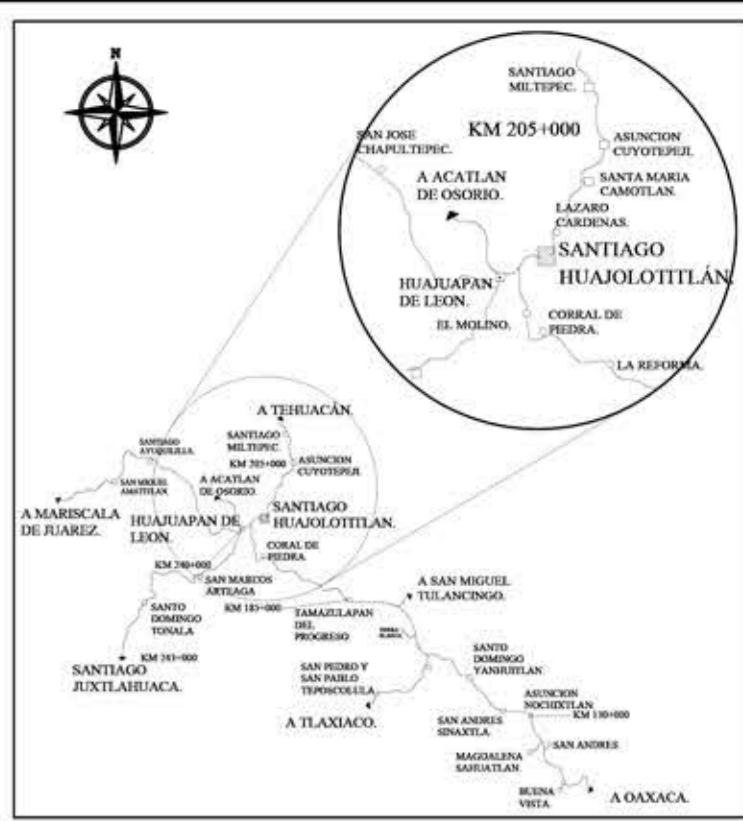 N
SANTIAGO
MILTEPEC.
KM 205+000
SAN JOSE
CHAPULTEPEC.
ASUNCION
CUYOTEPEJI.
A ACATLAN
DE OSORIO.
SANTA MARIA
CAMOTLAN.
LAZARO
CARDENAS.
SANTIAGO
HUAJOLOTITLÁN.
HUAJUAPAN
DE LEON.
EL MOLINO.
CORRAL DE
PIEDRA.
LA REFORMA.
A TEHUACÁN.
SANTIAGO
MILTEPEC.
KM 205+000
ASUNCION
CUYOTEPEJI.
SANTIAGO
AYUQUILILLA.
SAN MIGUEL
AMATITLAN.
A ACATLAN
DE OSORIO.
A MARISCALA
DE JUAREZ.
HUAJUAPAN DE
LEON.
SANTIAGO
HUAJOLOTITLAN.
CORAL DE
PIEDRA.
KM 240+000
SAN MARCOS
ARTEAGA
KM 185+000
A SAN MIGUEL
TULANCINGO.
SANTO
DOMINGO
TONALA
TAMAZULAPAN
DEL
PROGRESO
KM 245+000
SANTIAGO
JUXTLAHUACA.
SAN PEDRO Y
SAN PABLO
TEPOSCOLULA.
SANTO
DOMINGO
YANHUITLAN.
A TLAXIACO.
ASUNCION
NOCHIXTLAN
KM 130+000
SAN ANDRES
SINAXTLA.
SAN ANDRES
MAGDALENA
SAHUATLAN.
BUENA
VISTA.
A OAXACA.